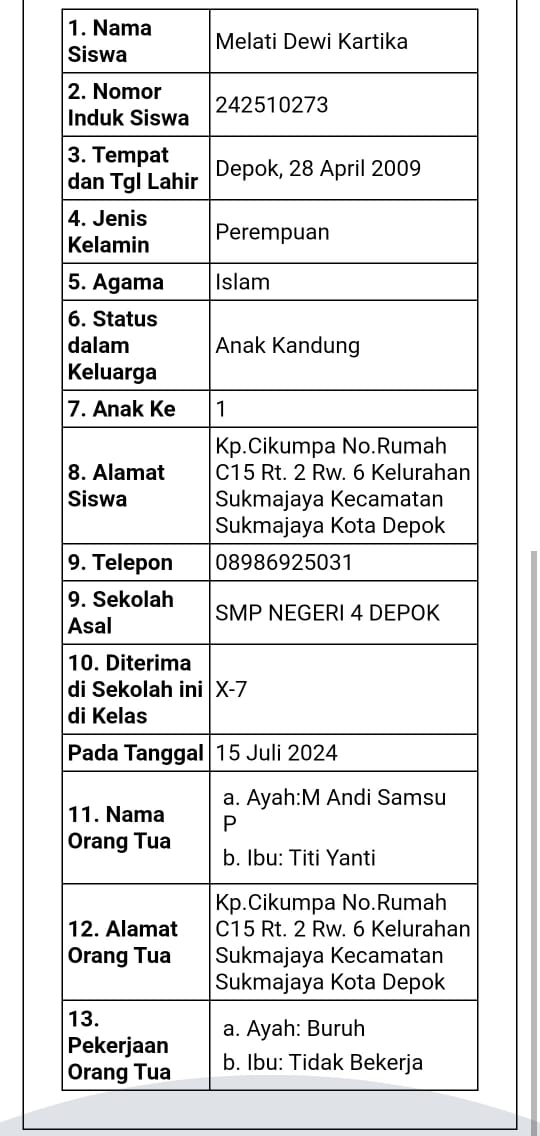 1. Nama
Siswa
Melati Dewi Kartika
2. Nomor
Induk Siswa
242510273
3. Tempat
dan Tgl Lahir
Depok, 28 April 2009
4. Jenis
Kelamin
Perempuan
5. Agama
Islam
6. Status
dalam
Keluarga
Anak Kandung
7. Anak Ke
1
8. Alamat
Siswa
Kp.Cikumpa No.Rumah
C15 Rt. 2 Rw. 6 Kelurahan
Sukmajaya Kecamatan
Sukmajaya Kota Depok
9. Telepon
08986925031
9. Sekolah
Asal
SMP NEGERI 4 DEPOK
10. Diterima
di Sekolah ini
di Kelas
X-7
Pada Tanggal
15 Juli 2024
11. Nama
Orang Tua
a. Ayah:M Andi Samsu
P
b. Ibu: Titi Yanti
12. Alamat
Orang Tua
Kp.Cikumpa No.Rumah
C15 Rt. 2 Rw. 6 Kelurahan
Sukmajaya Kecamatan
Sukmajaya Kota Depok
13.
Pekerjaan
Orang Tua
a. Ayah: Buruh
b. Ibu: Tidak Bekerja